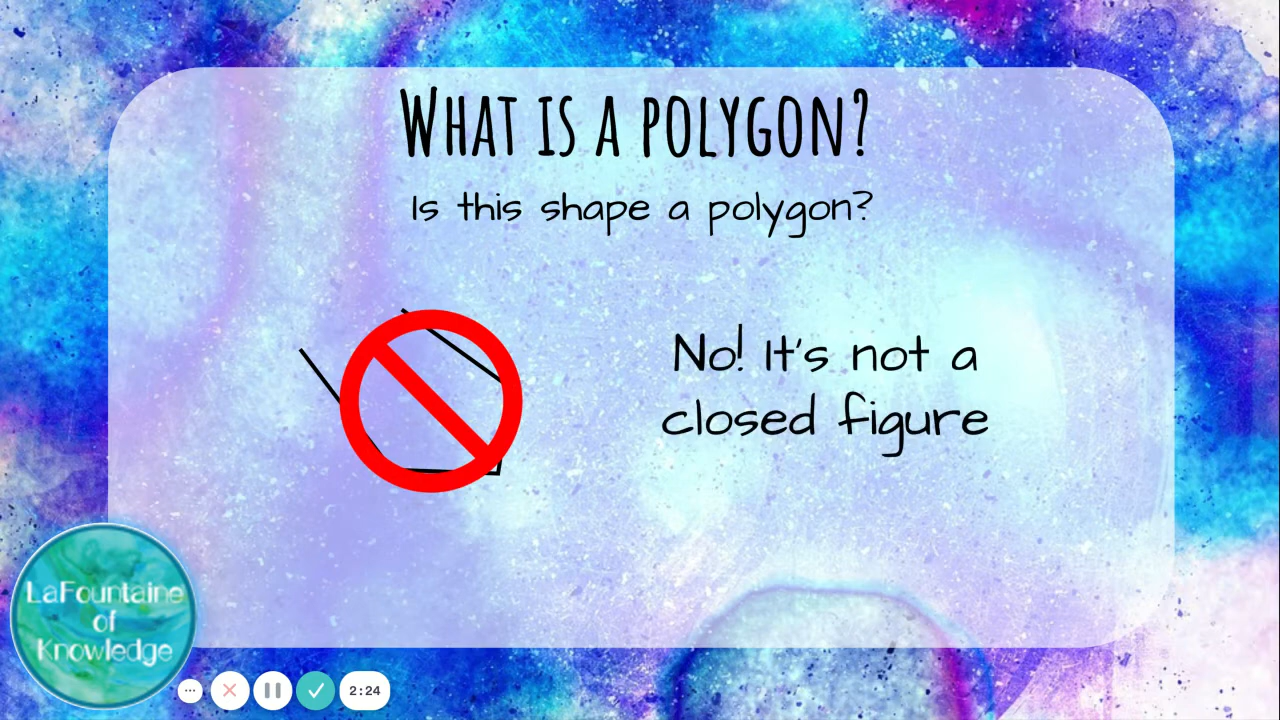 What is a polygon?
Is this shape a polygon?
No! It's not a
closed figure
LaFountaine
of
Knowledge
2:24